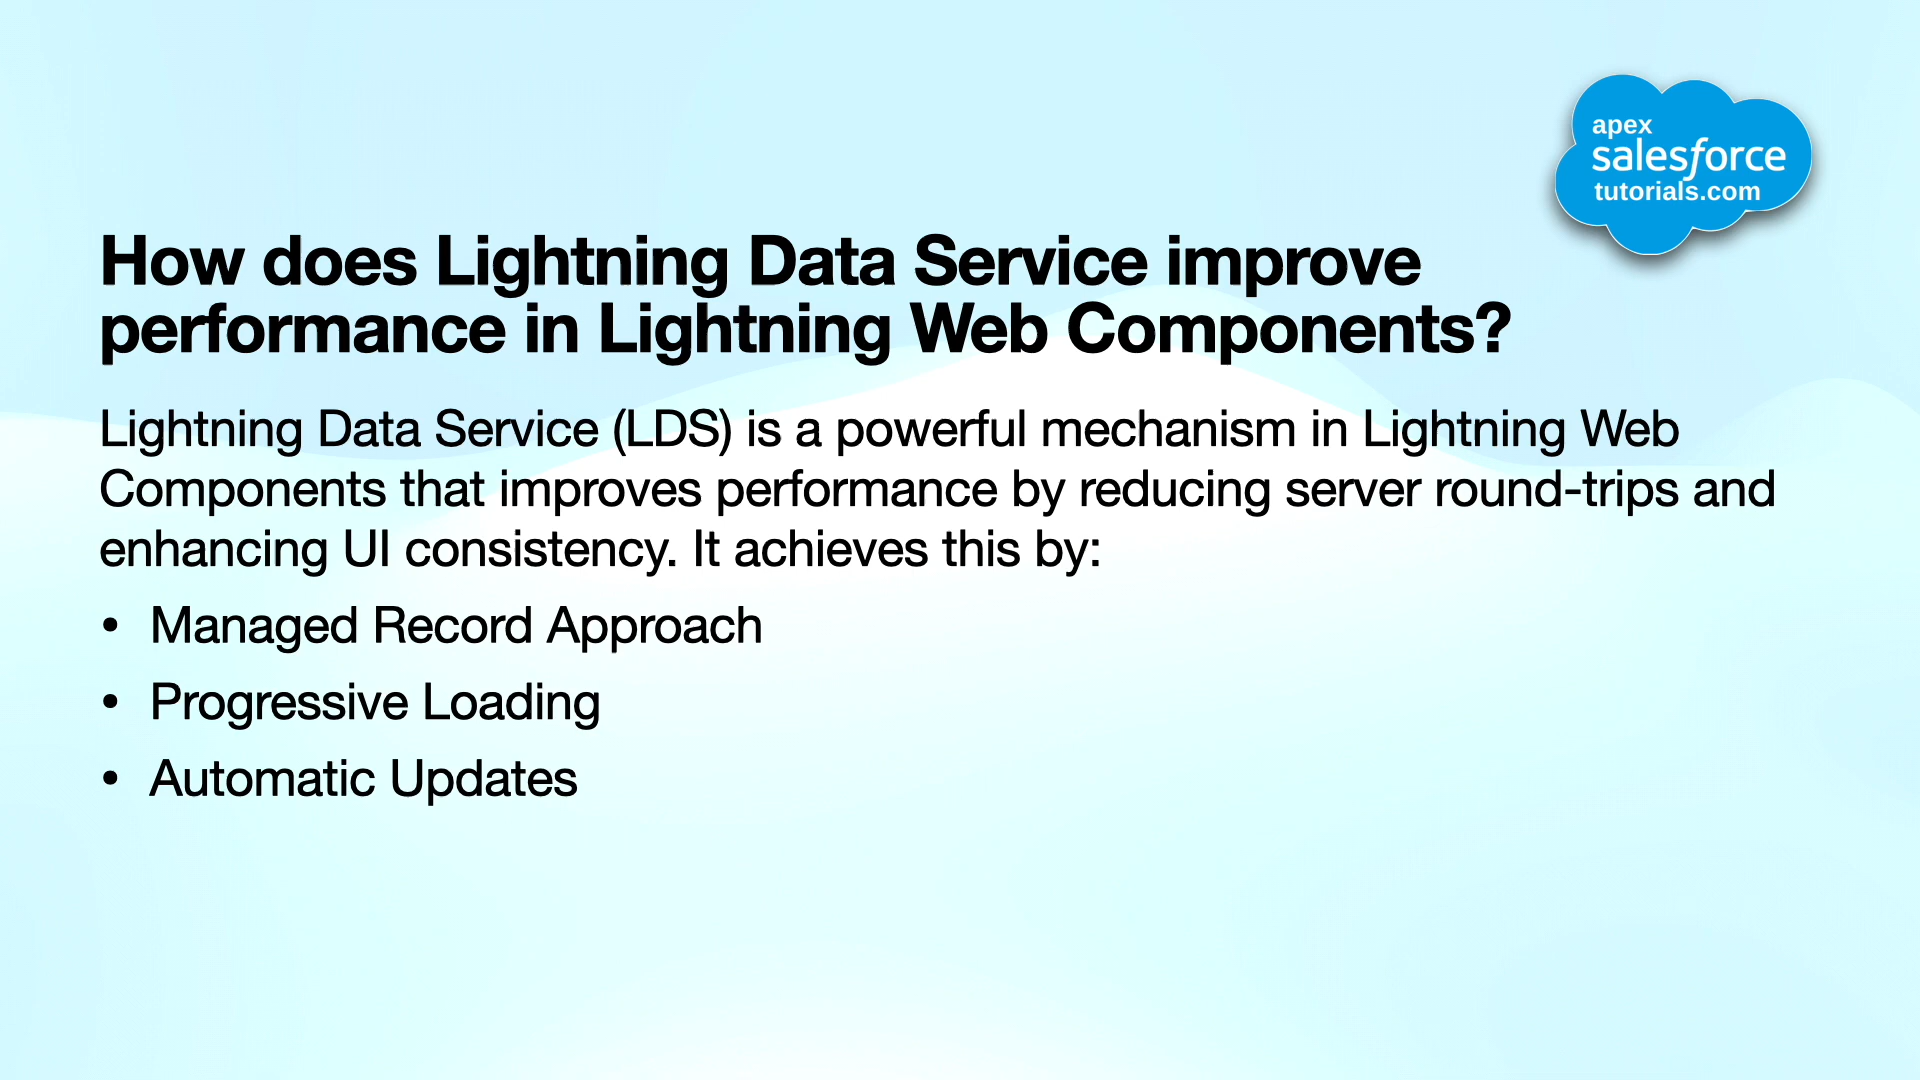 apex
salesforce
tutorials.com
How does Lightning Data Service improve
performance in Lightning Web Components?
Lightning Data Service (LDS) is a powerful mechanism in Lightning Web
Components that improves performance by reducing server round-trips and
enhancing UI consistency. It achieves this by:
• Managed Record Approach
• Progressive Loading
• Automatic Updates